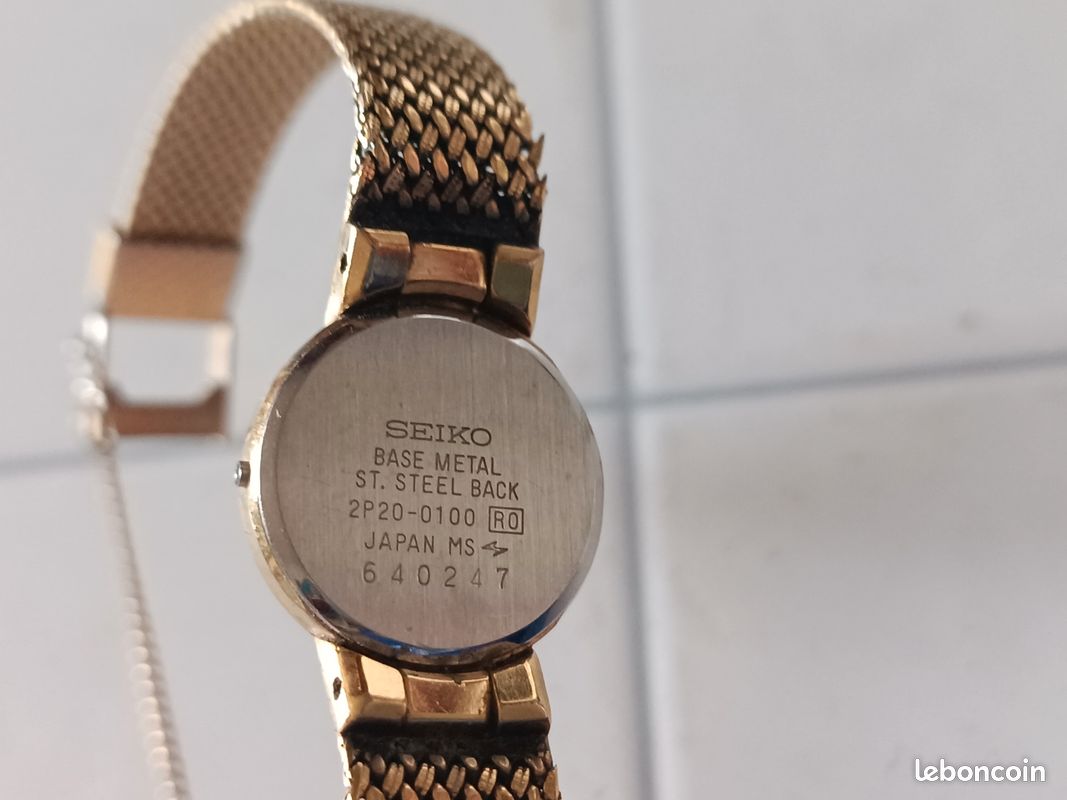 SEIKO
BASE METAL
ST. STEEL BACK
2P20-0100 RO
JAPAN MS
640247
leboncoin